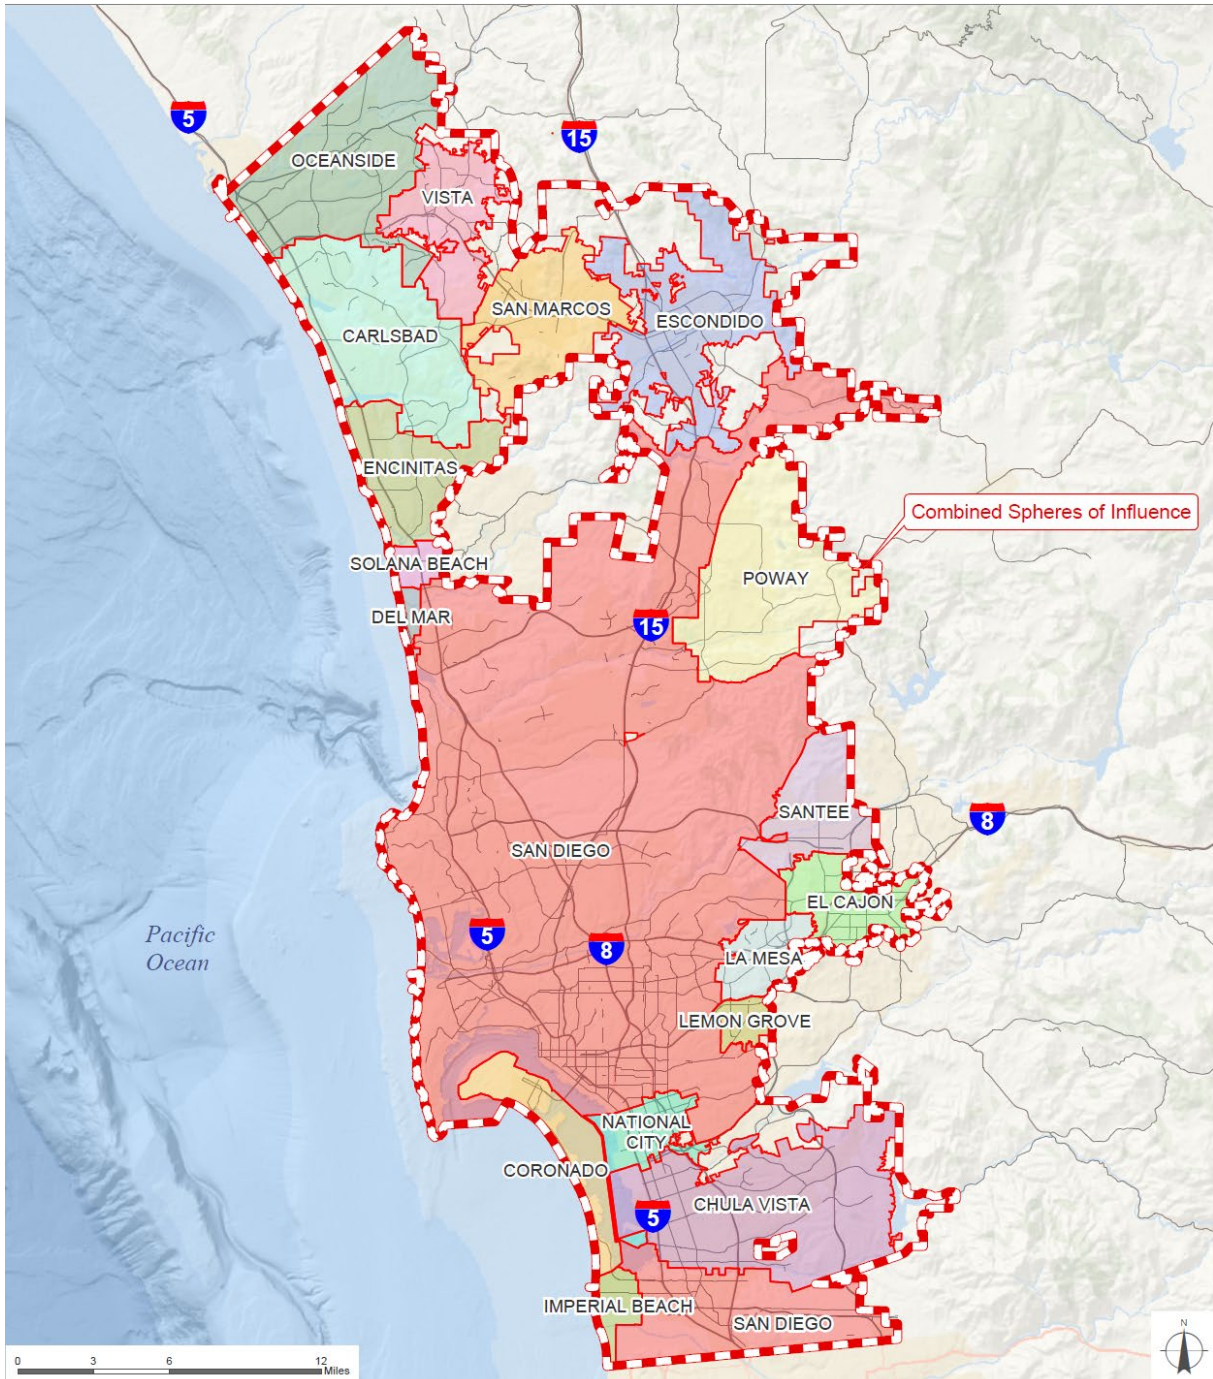 5
15
OCEANSIDE
VISTA
SAN MARCOS
ESCONDIDO
CARLSBAD
ENCINITAS
Combined Spheres of Influence
SOLANA BEACH
POWAY
DEL MAR
15
SANTEE
8
SAN DIEGO
EL CAJON
5
8
Pacific
Ocean
LA MESA
LEMON GROVE
NATIONAL
CITY
CORONADO
CHULA VISTA
5
IMPERIAL BEACH
SAN DIEGO
N
0 3 6 12
Miles